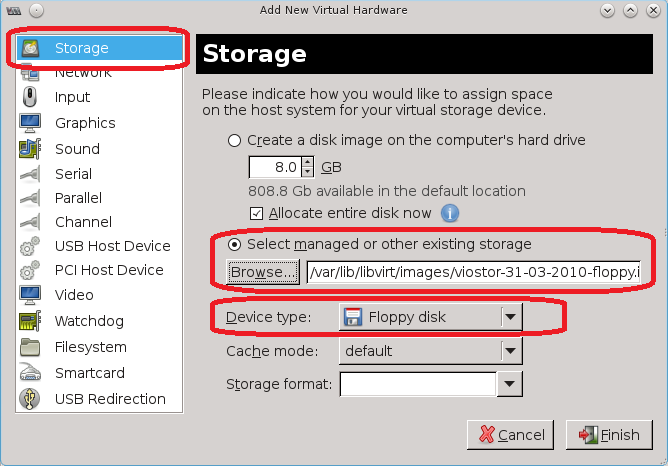 Add New Virtual Hardware
Storage
Network
Input
Graphics
Sound
Serial
Parallel
Channel
USB Host Device
PCI Host Device
Video
Watchdog
Filesystem
Smartcard
USB Redirection
Storage
Please indicate how you would like to assign space
on the host system for your virtual storage device.
Create a disk image on the computer's hard drive
8.0 GB
808.8 Gb available in the default location
Allocate entire disk now
Select managed or other existing storage
Browse... /var/lib/libvirt/images/viostor-31-03-2010-floppy.i
Device type: Floppy disk
Cache mode: default
Storage format:
Cancel Finish